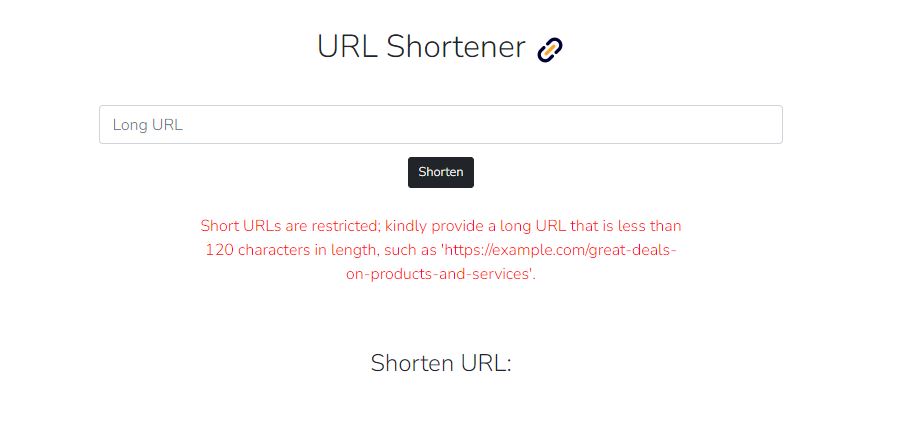 URL Shortener
Long URL
Shorten
Short URLs are restricted; kindly provide a long URL that is less than
120 characters in length, such as 'https://example.com/great-deals-
on-products-and-services'.
Shorten URL: